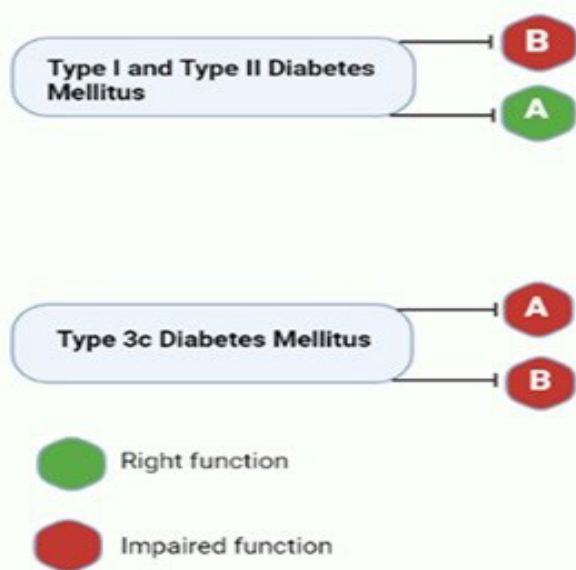 B
Type I and Type II Diabetes
Mellitus
A
A
Type 3c Diabetes Mellitus
B
Right function
Impaired function